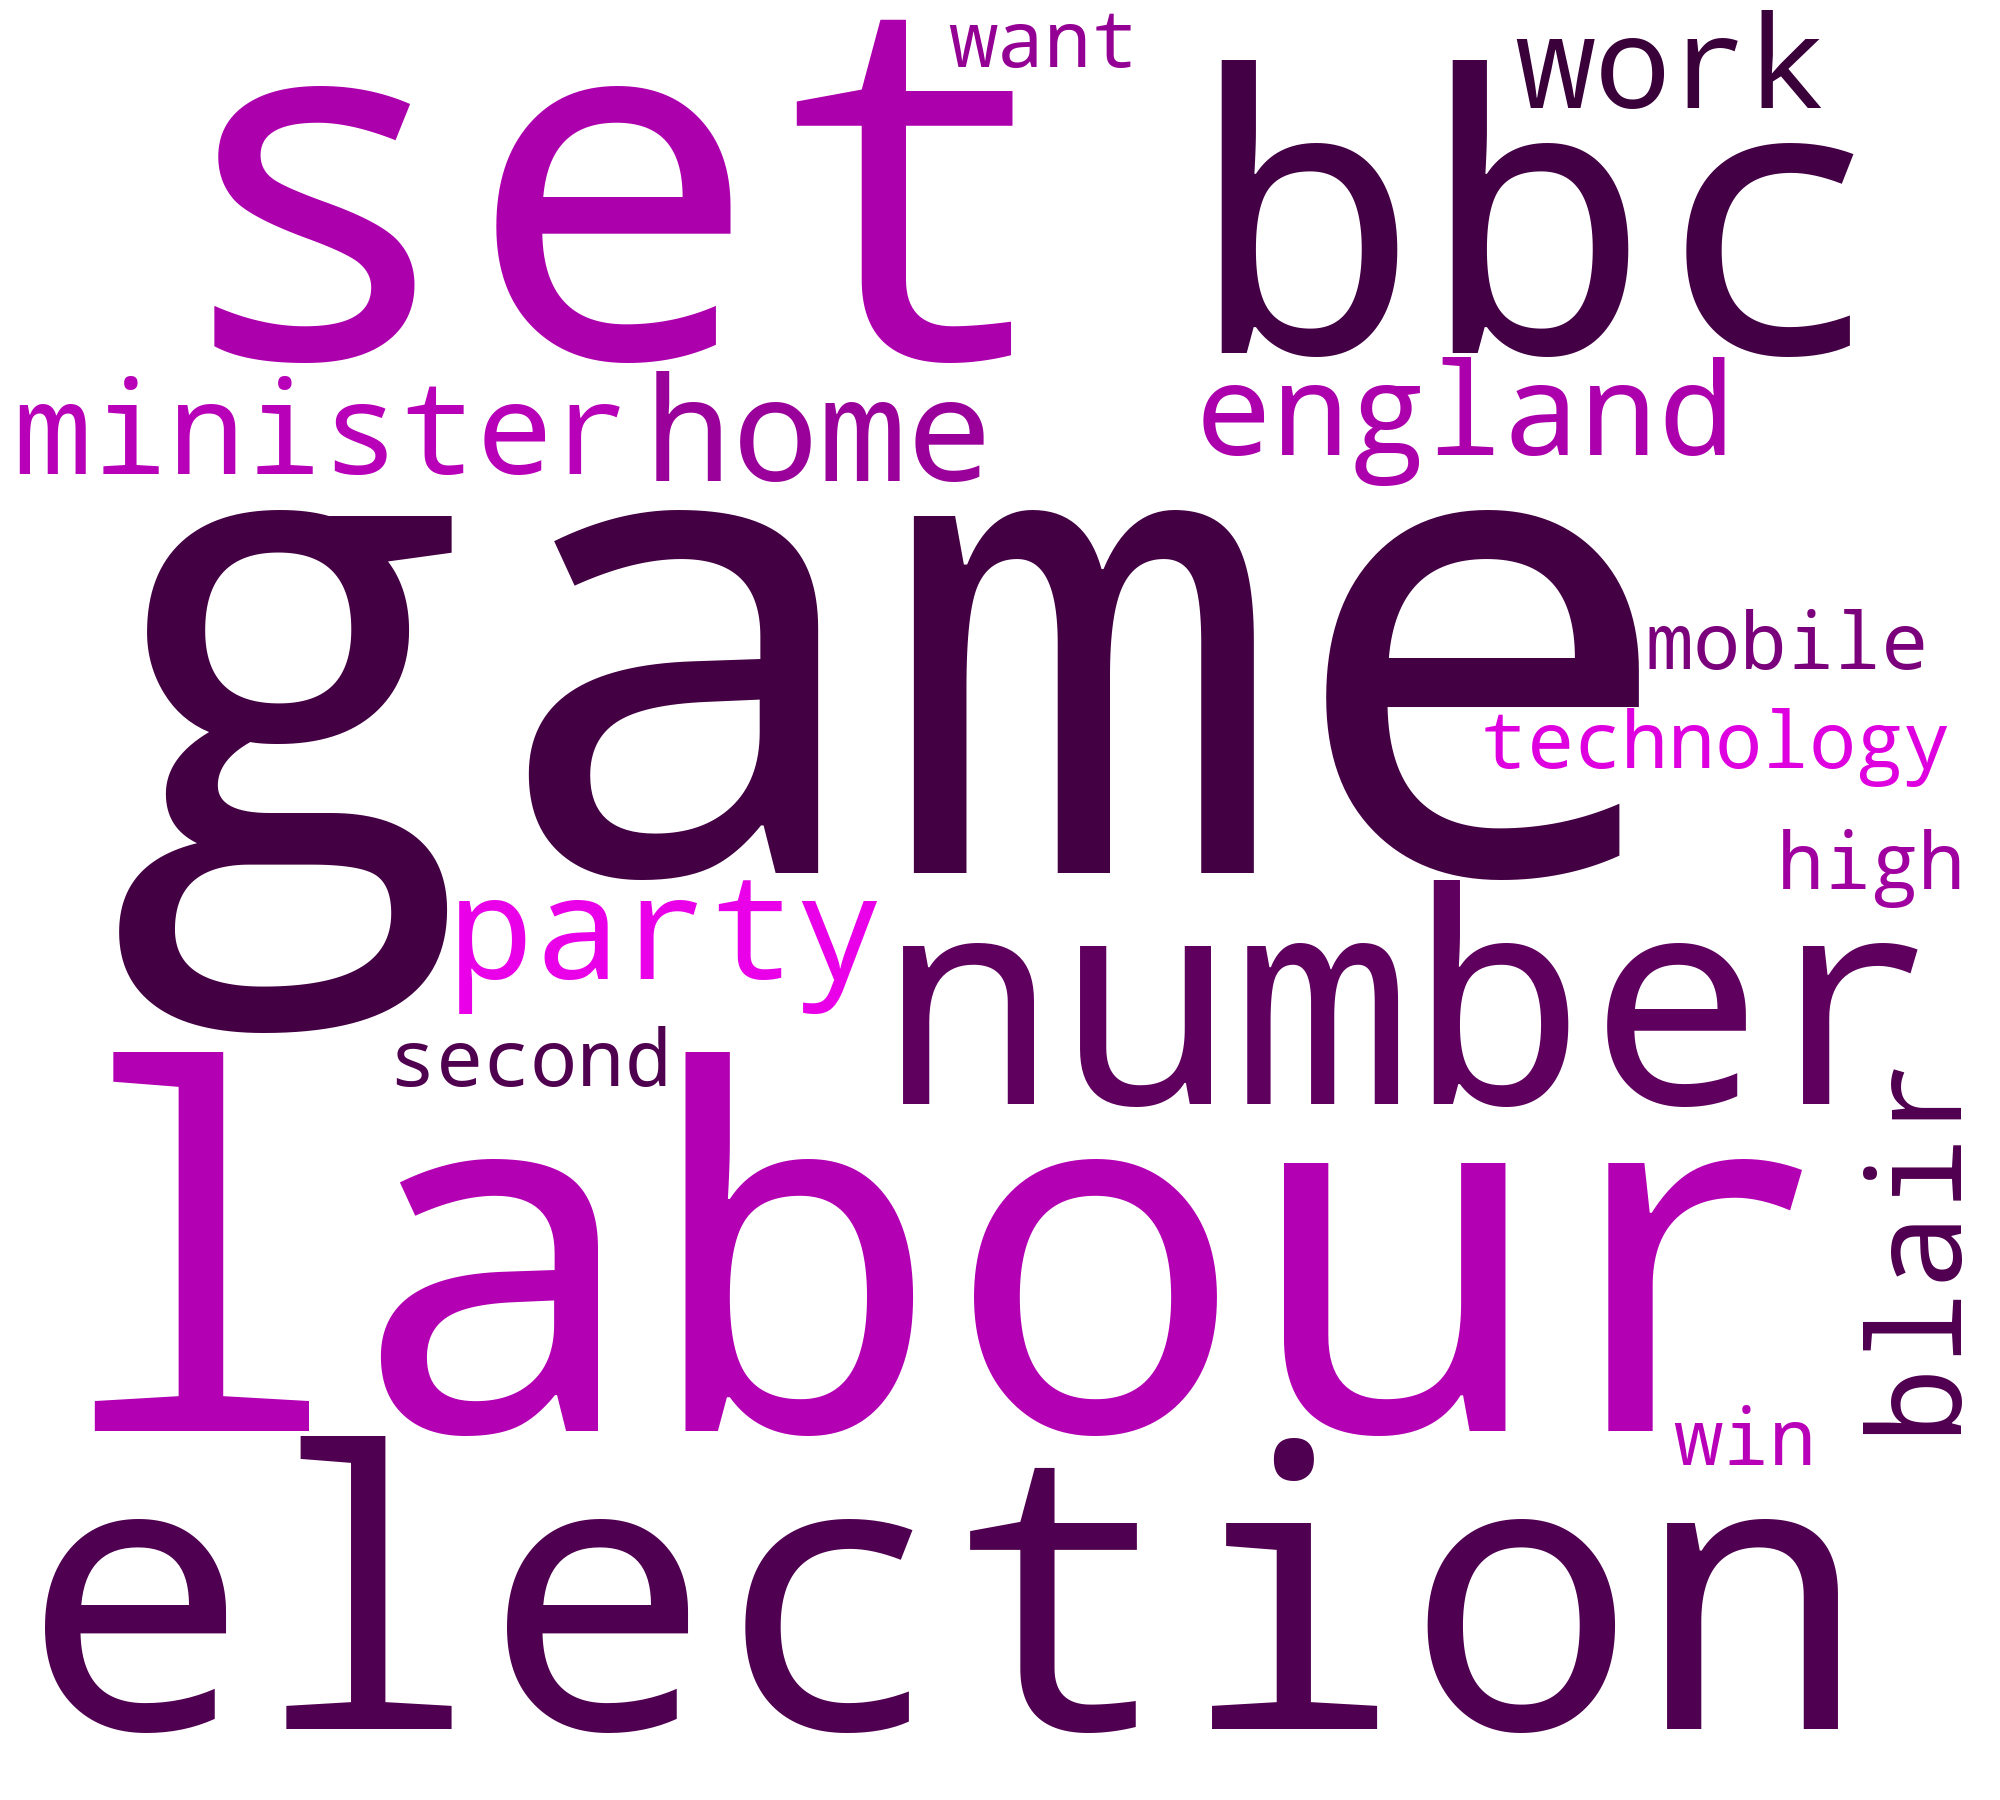 want
work
set
bbc
minister
home
england
game
mobile
technology
high
party
number
second
labour
blair
win
election